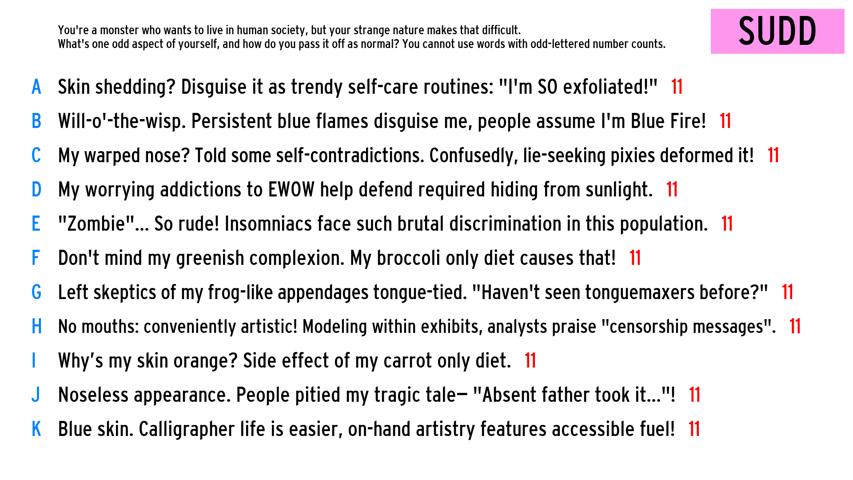 You're a monster who wants to live in human society, but your strange nature makes that difficult.
What's one odd aspect of yourself, and how do you pass it off as normal? You cannot use words with odd-lettered number counts.
SUDD
A Skin shedding? Disguise it as trendy self-care routines: "I'm SO exfoliated!" 11
B Will-o'-the-wisp. Persistent blue flames disguise me, people assume I'm Blue Fire! 11
C My warped nose? Told some self-contradictions. Confusedly, lie-seeking pixies deformed it! 11
D My worrying addictions to EWOW help defend required hiding from sunlight. 11
E "Zombie"... So rude! Insomniacs face such brutal discrimination in this population. 11
F Don't mind my greenish complexion. My broccoli only diet causes that! 11
G Left skeptics of my frog-like appendages tongue-tied. "Haven't seen tonguemaxers before?" 11
H No mouths: conveniently artistic! Modeling within exhibits, analysts praise "censorship messages". 11
I Why's my skin orange? Side effect of my carrot only diet. 11
J Noseless appearance. People pitied my tragic tale— "Absent father took it..."! 11
K Blue skin. Calligrapher life is easier, on-hand artistry features accessible fuel! 11